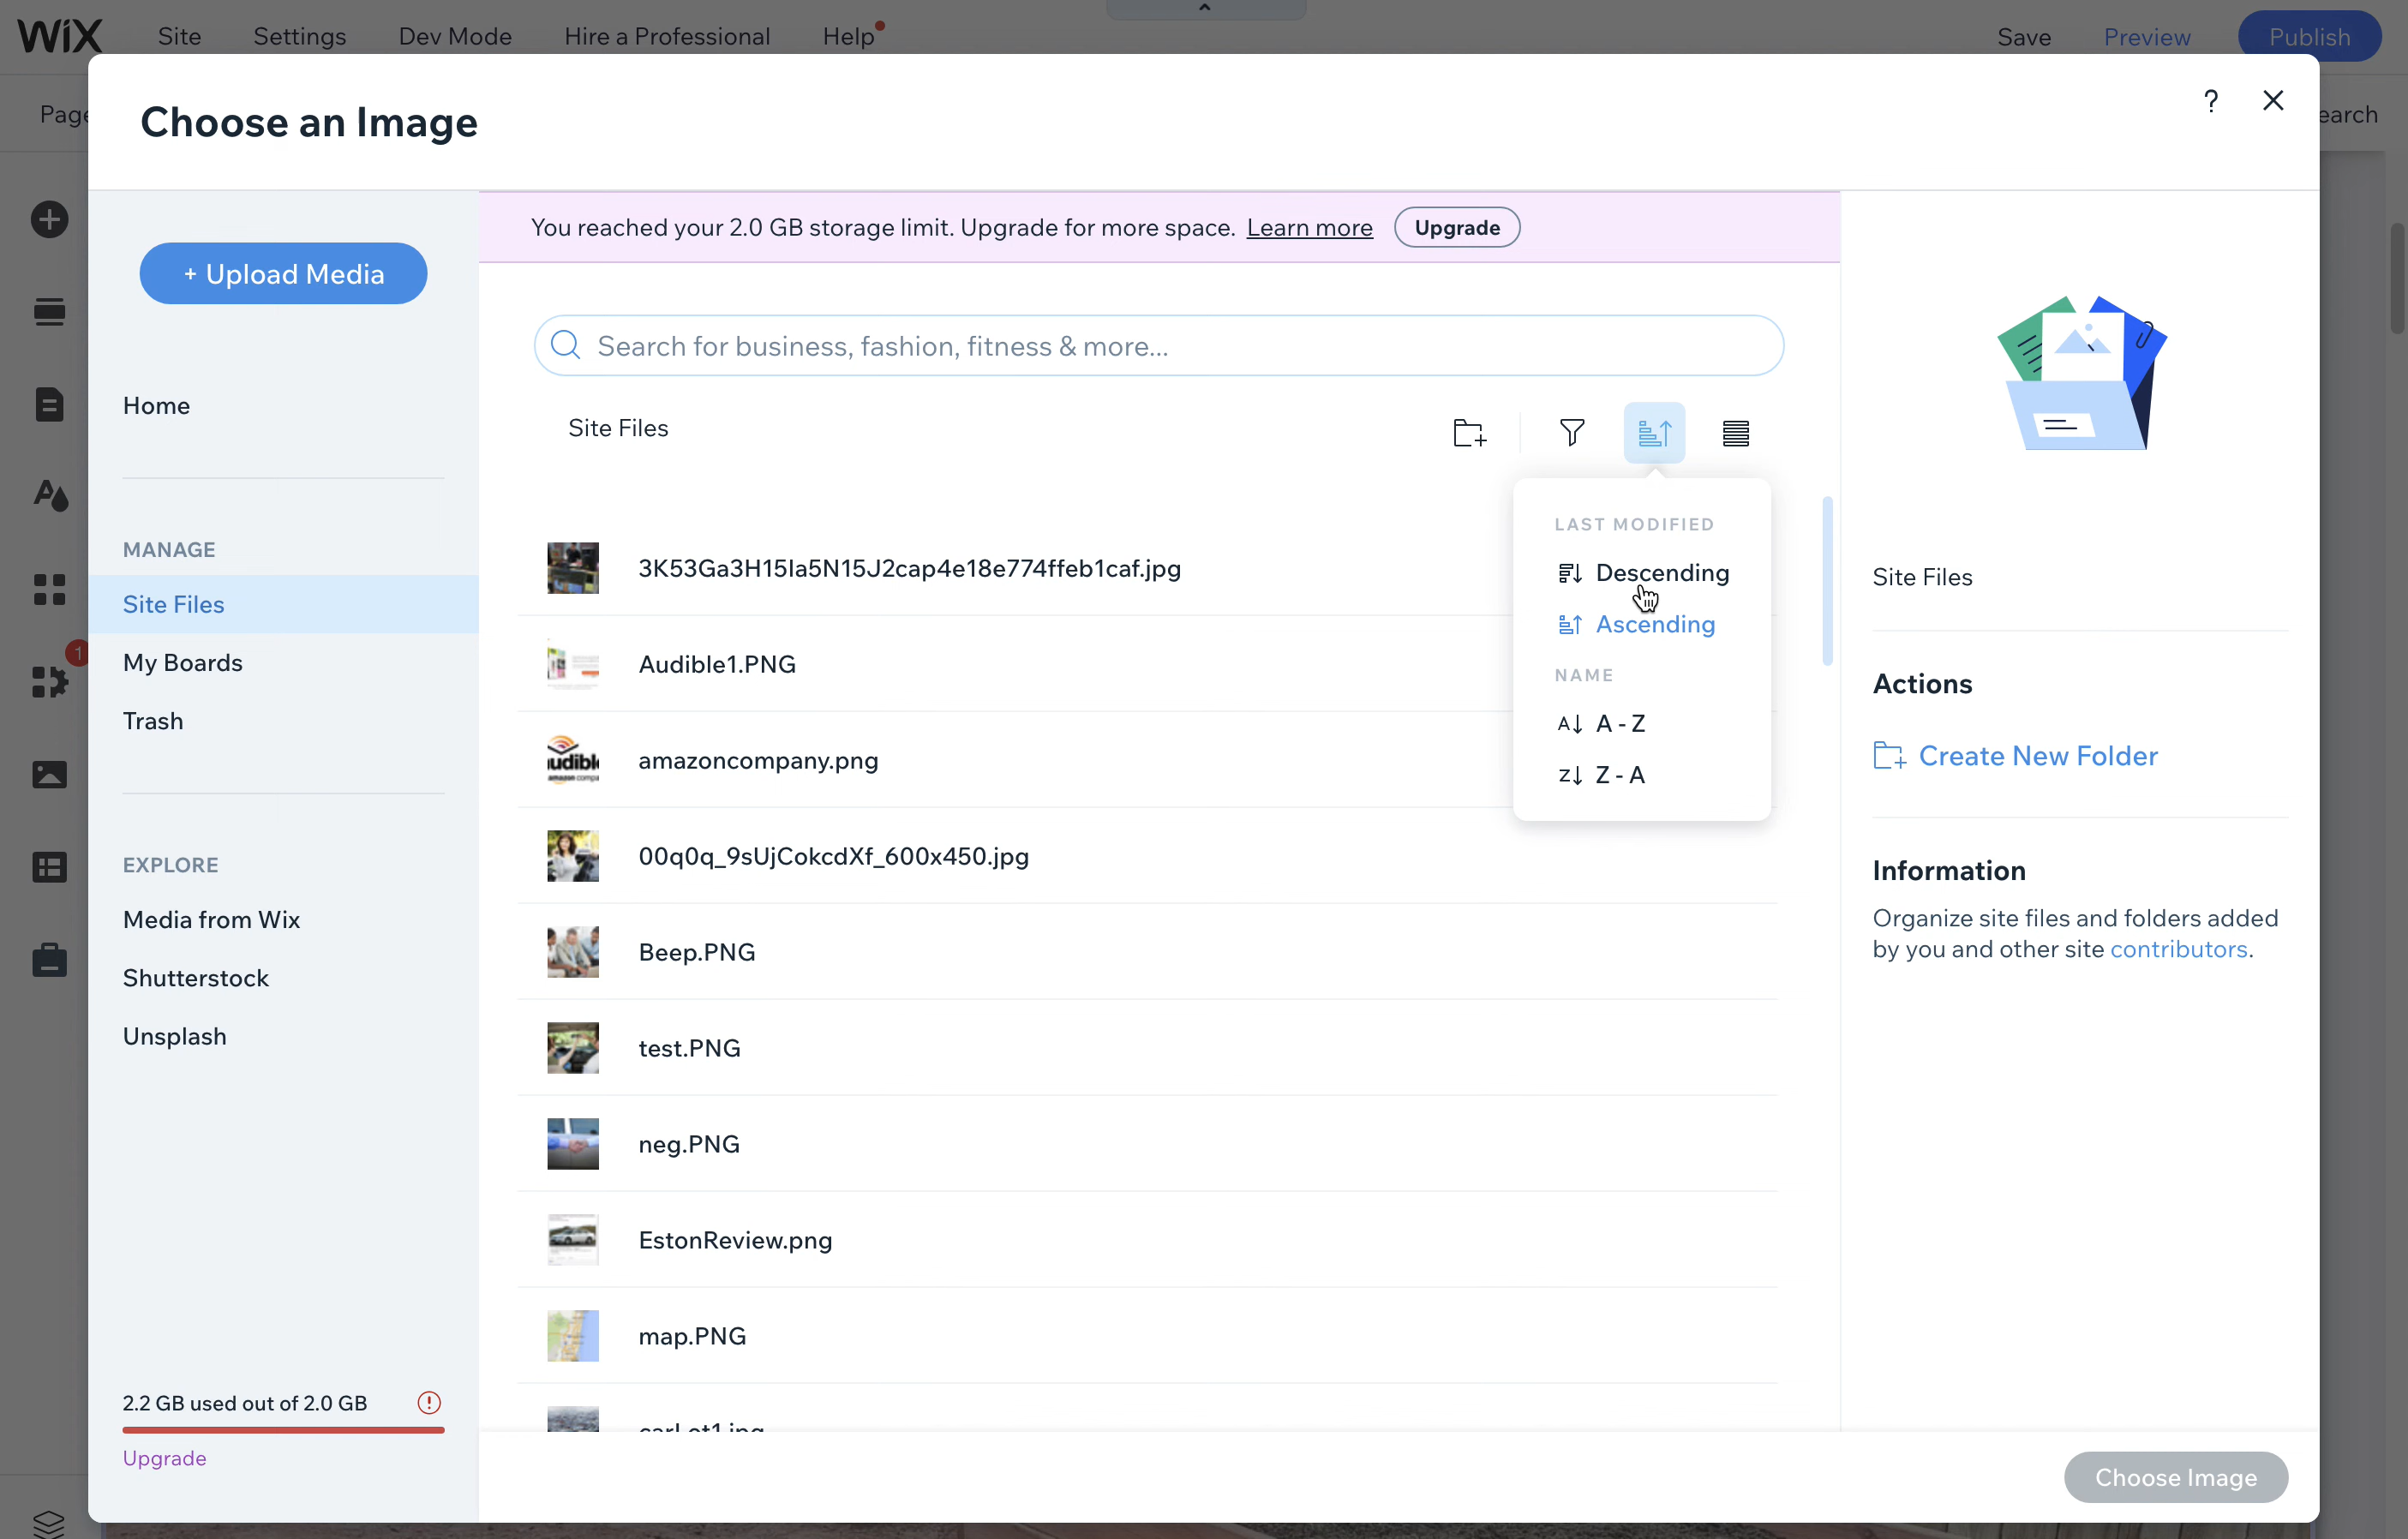 WiX
Site
Settings
Dev Mode
Hire a Professional
Help
Save
Preview
Publish
Page
earch
Choose an Image
?
You reached your 2.0 GB storage limit. Upgrade for more space. Learn more
Upgrade
+ Upload Media
Search for business, fashion, fitness & more...
Home
Site Files
MANAGE
Site Files
My Boards
Trash
1
EXPLORE
Media from Wix
Shutterstock
Unsplash
2.2 GB used out of 2.0 GB
Upgrade
LAST MODIFIED
Descending
Ascending
NAME
A - Z
Z - A
3K53Ga3H15Ia5N15J2cap4e18e774ffeb1caf.jpg
Audible1.PNG
amazoncompany.png
00q0q_9sUjCokcdXf_600x450.jpg
Beep.PNG
test.PNG
neg.PNG
EstonReview.png
map.PNG
carLot1.jpg
Site Files
Actions
Create New Folder
Information
Organize site files and folders added
by you and other site contributors.
Choose Image